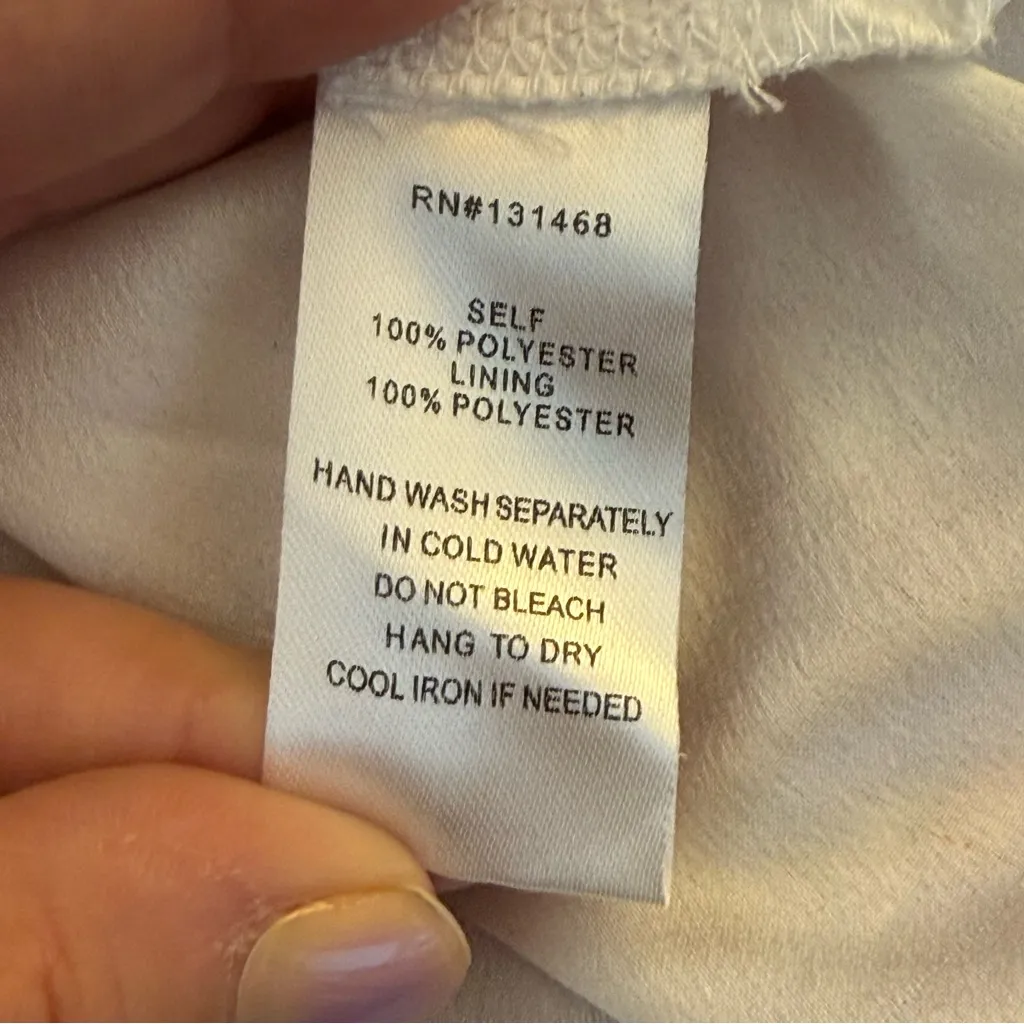 RN#131468
SELF
100% POLYESTER
LINING
100% POLYESTER
HAND WASH SEPARATELY
IN COLD WATER
DO NOT BLEACH
HANG TO DRY
COOL IRON IF NEEDED